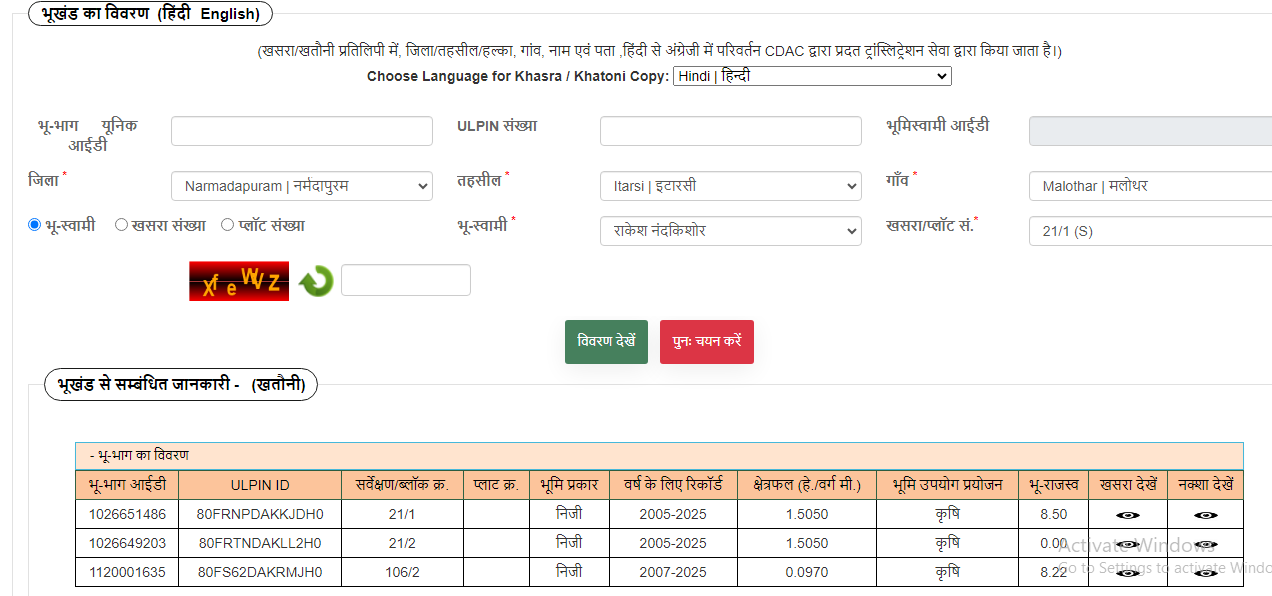 भूखंड का विवरण (हिंदी English)
(खसरा/खतौनी प्रतिलिपी में, जिला/तहसील/हल्का, गांव, नाम एवं पता ,हिंदी से अंग्रेजी में परिवर्तन CDAC द्वारा प्रदत ट्रांस्लिट्रेशन सेवा द्वारा किया जाता है।)
Choose Language for Khasra / Khatoni Copy: Hindi | हिन्दी
भू-भाग यूनिक आईडी ULPIN संख्या भूमिस्वामी आईडी
जिला * Narmadapuram | नर्मदापुरम तहसील * Itarsi | इटारसी गाँव * Malothar | मलोथर
भू-स्वामी खसरा संख्या प्लॉट संख्या भू-स्वामी * राकेश नंदकिशोर खसरा/प्लॉट सं.* 21/1 (S)
XfeWz
विवरण देखें पुनः चयन करें
भूखंड से सम्बंधित जानकारी - (खतौनी)
- भू-भाग का विवरण
भू-भाग आईडी ULPIN ID सर्वेक्षण/ब्लॉक क्र. प्लाट क्र. भूमि प्रकार वर्ष के लिए रिकॉर्ड क्षेत्रफल (हे./वर्ग मी.) भूमि उपयोग प्रयोजन भू-राजस्व खसरा देखें नक्शा देखें
1026651486 80FRNPDAKKJDH0 21/1 निजी 2005-2025 1.5050 कृषि 8.50
1026649203 80FRTNDAKLL2H0 21/2 निजी 2005-2025 1.5050 कृषि 0.00
1120001635 80FS62DAKRMJH0 106/2 निजी 2007-2025 0.0970 कृषि 8.22
Activate Windows
Go to Settings to activate Windo